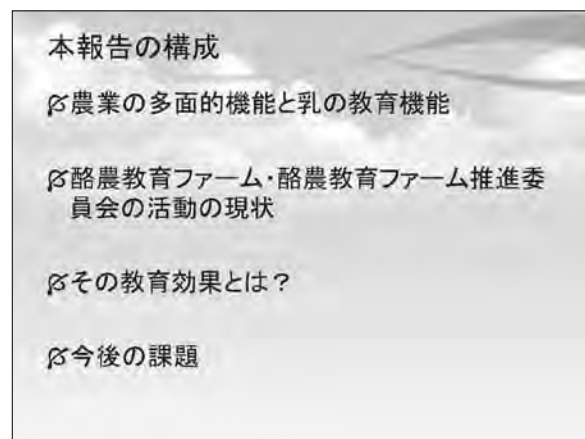 本報告の構成
農業の多面的機能と乳の教育機能
酪農教育ファーム・酪農教育ファーム推進委
員会の活動の現状
その教育効果とは？
今後の課題